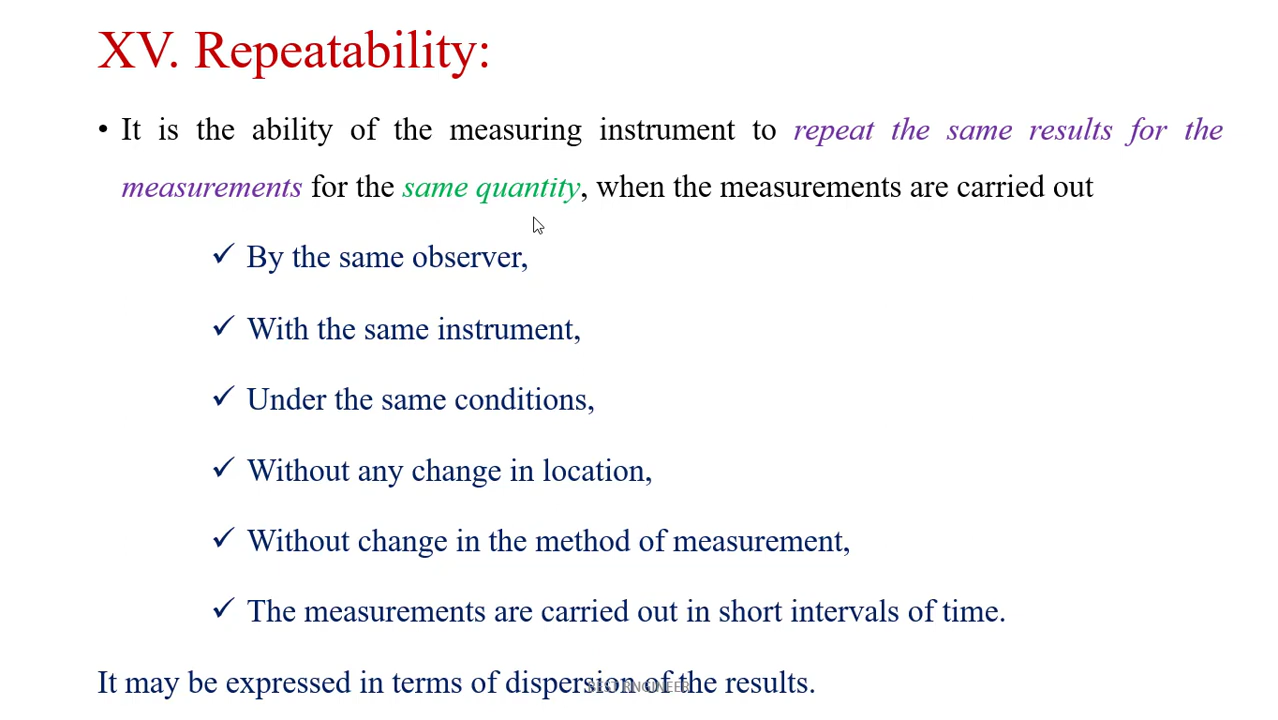 XV. Repeatability:
• It is the ability of the measuring instrument to repeat the same results for the
measurements for the same quantity, when the measurements are carried out
✓ By the same observer,
✓ With the same instrument,
✓ Under the same conditions,
✓ Without any change in location,
✓ Without change in the method of measurement,
✓ The measurements are carried out in short intervals of time.
It may be expressed in terms of dispersion of the results.